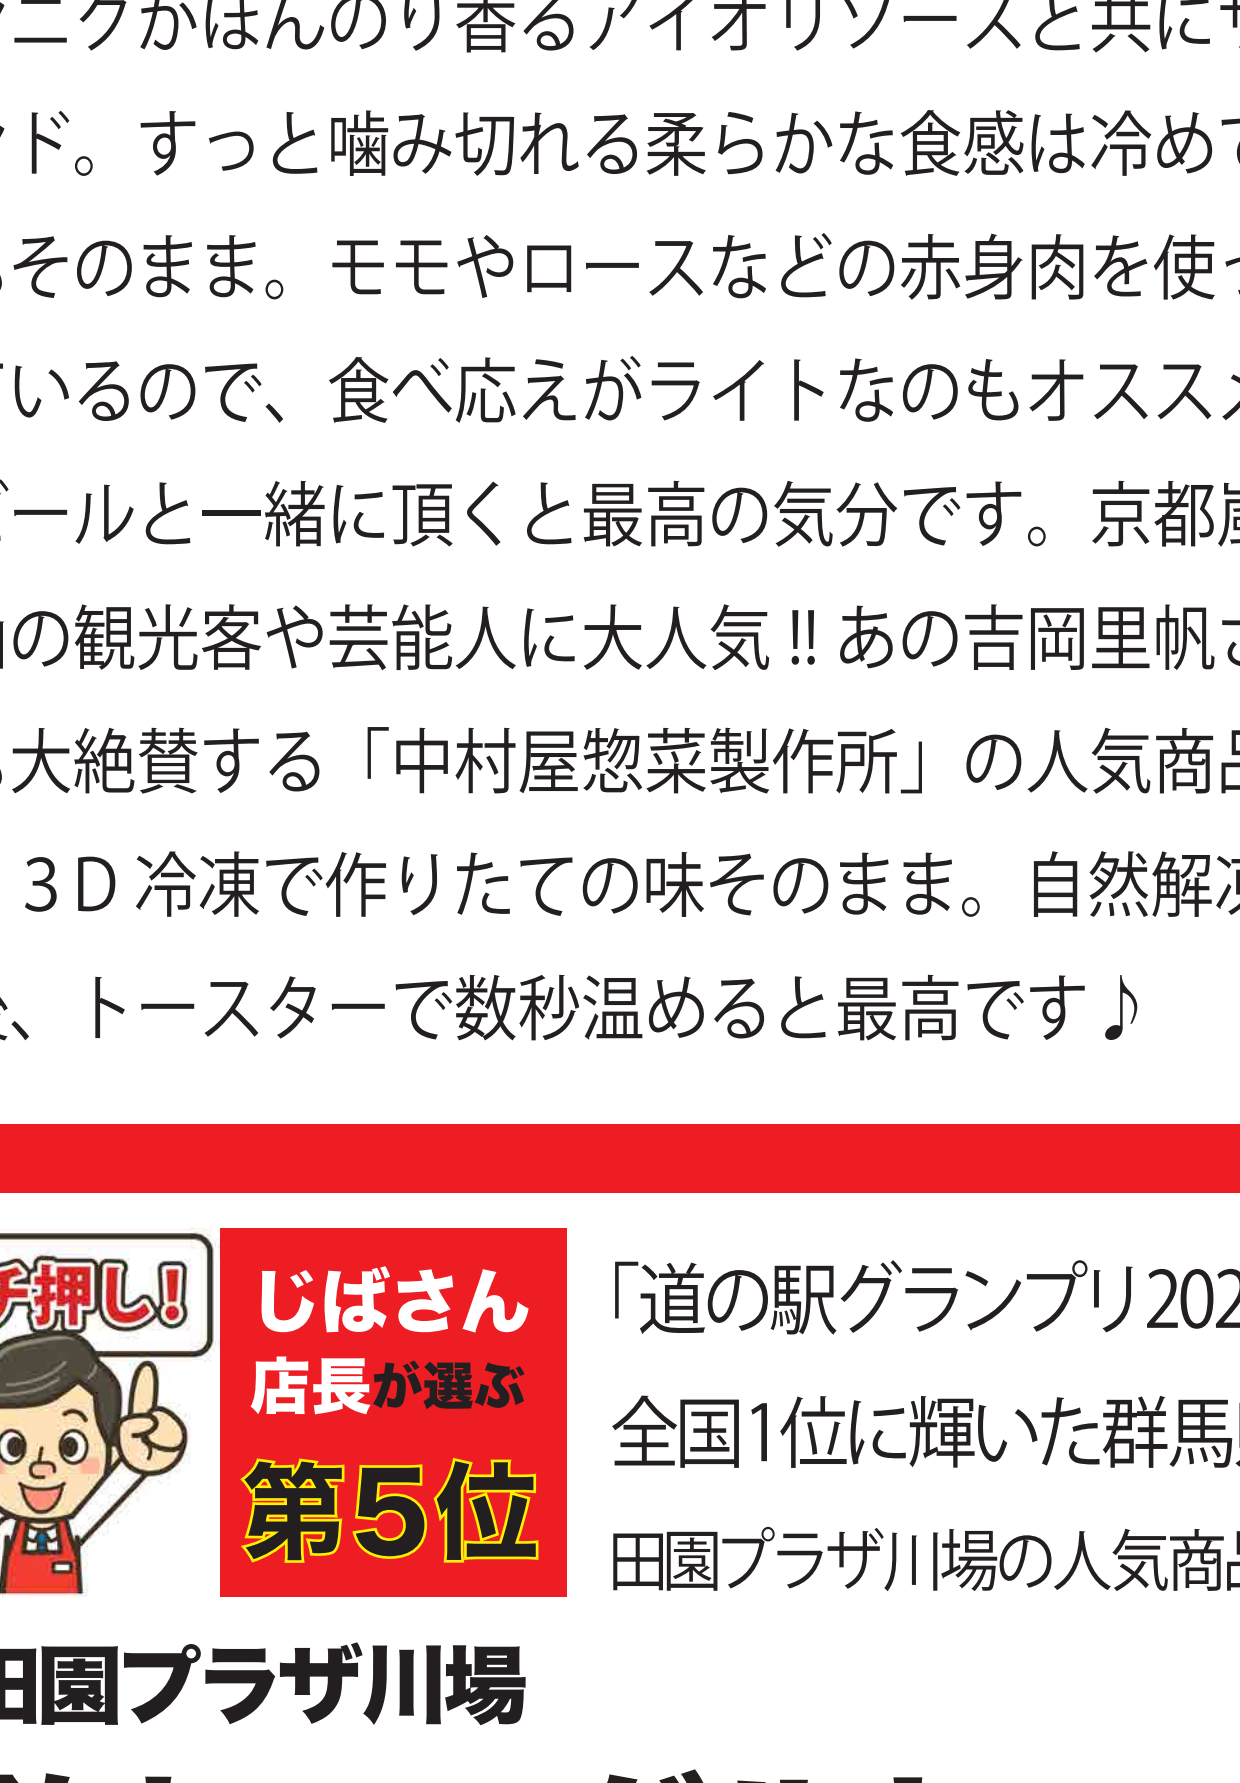 ニクがほんのり香るアイオリソースと共にサ
ド。すっと噛み切れる柔らかな食感は冷めて
そのまま。モモやロースなどの赤身肉を使っ
いるので、食べ応えがライトなのもオススメ
ビールと一緒に頂くと最高の気分です。京都嵐
の観光客や芸能人に大人気!!あの吉岡里帆さ
大絶賛する「中村屋惣菜製作所」の人気商品
3D冷凍で作りたての味そのまま。自然解凍
後、トースターで数秒温めると最高です♪
チ押し!
じばさん
店長が選ぶ
第5位
「道の駅グランプリ202
全国1位に輝いた群馬県
田園プラザ川場の人気商品
田園プラザ川場